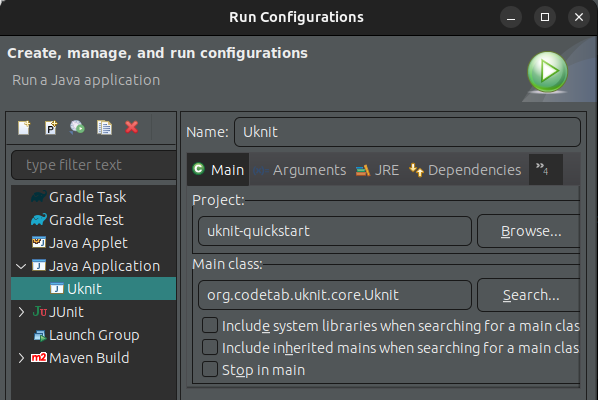 Run Configurations
Create, manage, and run configurations
Run a Java application
Name: Uknit
type filter text
Main Arguments JRE Dependencies »4
Gradle Task
Gradle Test
Java Applet
Java Application
Uknit
JUnit
Launch Group
Maven Build
Project:
uknit-quickstart Browse...
Main class:
org.codetab.uknit.core.Uknit Search...
Include system libraries when searching for a main clas
Include inherited mains when searching for a main clas
Stop in main